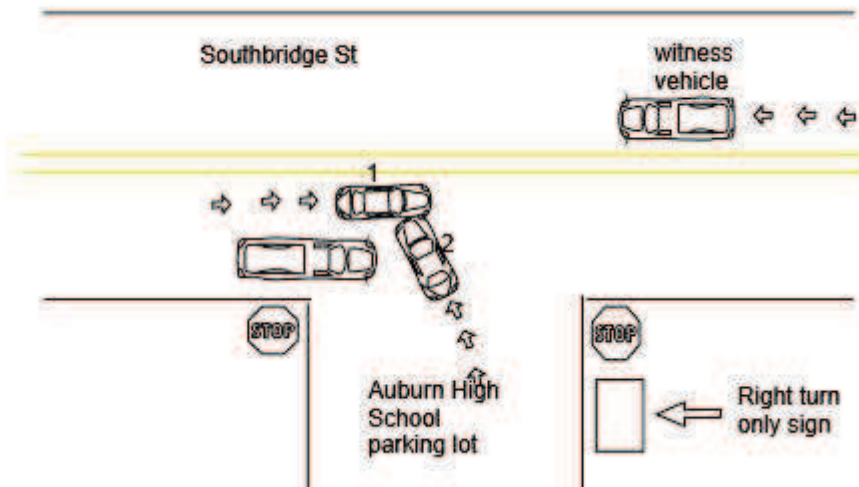 Southbridge St
witness
vehicle
1
2
STOP
STOP
Auburn High
School
parking lot
Right turn
only sign